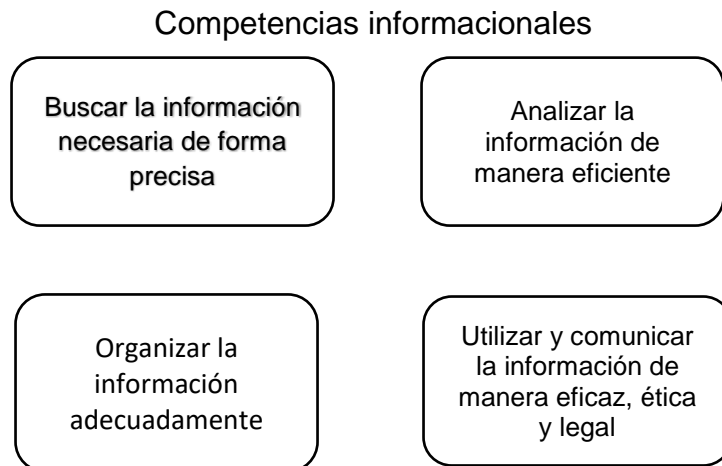 Competencias informacionales
Buscar la información
necesaria de forma
precisa
Analizar la
información de
manera eficiente
Organizar la
información
adecuadamente
Utilizar y comunicar
la información de
manera eficaz, ética
y legal